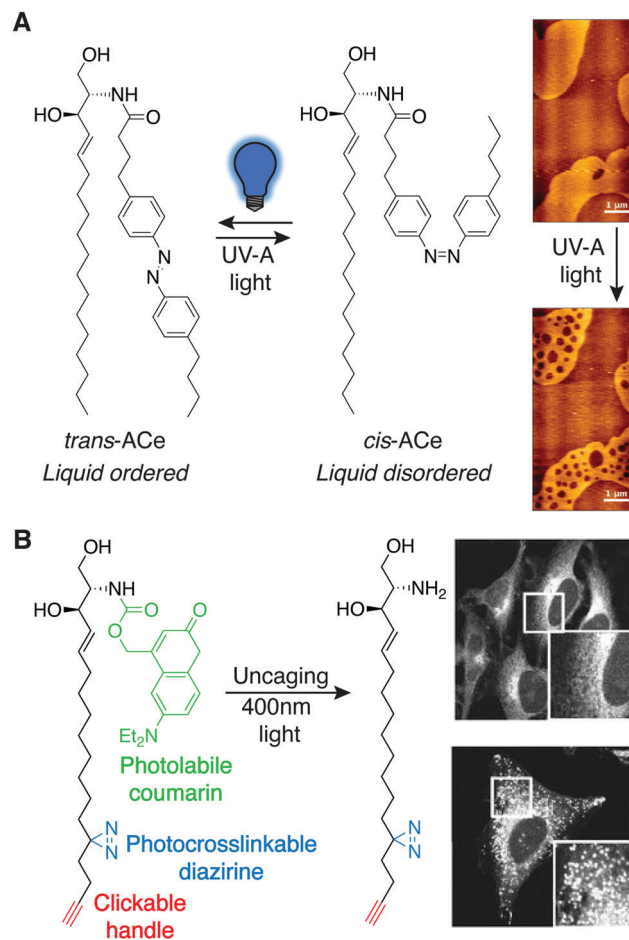 A
OH
HO
NH
O
N
N
trans-ACe
Liquid ordered
UV-A
light
OH
HO
NH
O
N=N
cis-ACe
Liquid disordered
1 μm
UV-A
light
1 μm
B
OH
HO
NH
O
O
O
Et2N
Photolabile
coumarin
N
N
Photocrosslinkable
diazirine
Clickable
handle
Uncaging
400nm
light
OH
HO
NH2
N
N